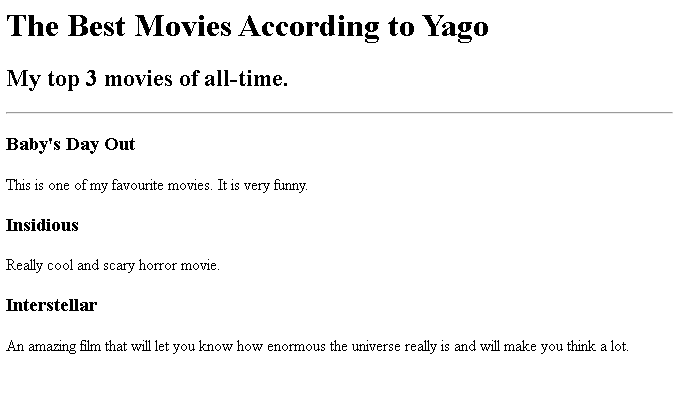 The Best Movies According to Yago
My top 3 movies of all-time.
Baby's Day Out
This is one of my favourite movies. It is very funny.
Insidious
Really cool and scary horror movie.
Interstellar
An amazing film that will let you know how enormous the universe really is and will make you think a lot.